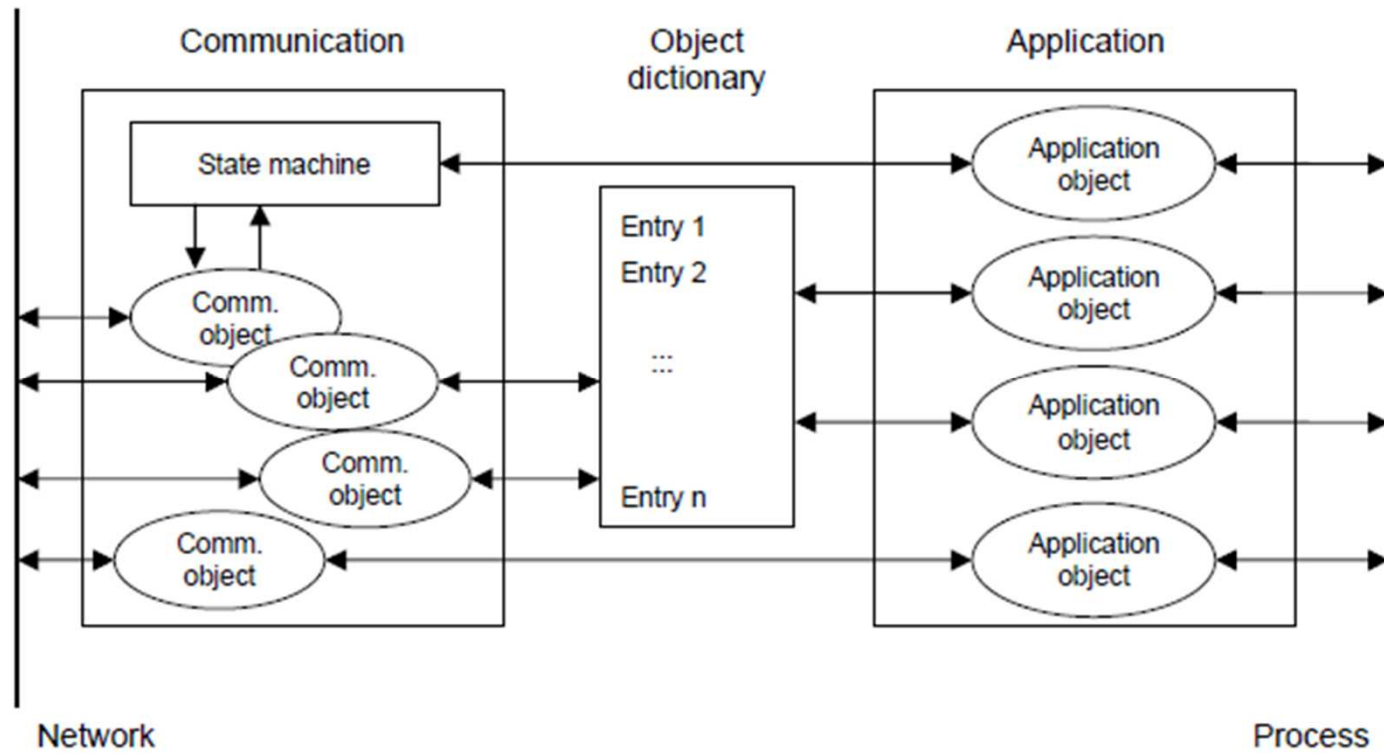 Communication
Object
dictionary
Application
State machine
Entry 1
Entry 2
:::
Entry n
Comm.
object
Comm.
object
Comm.
object
Comm.
object
Application
object
Application
object
Application
object
Application
object
Network
Process